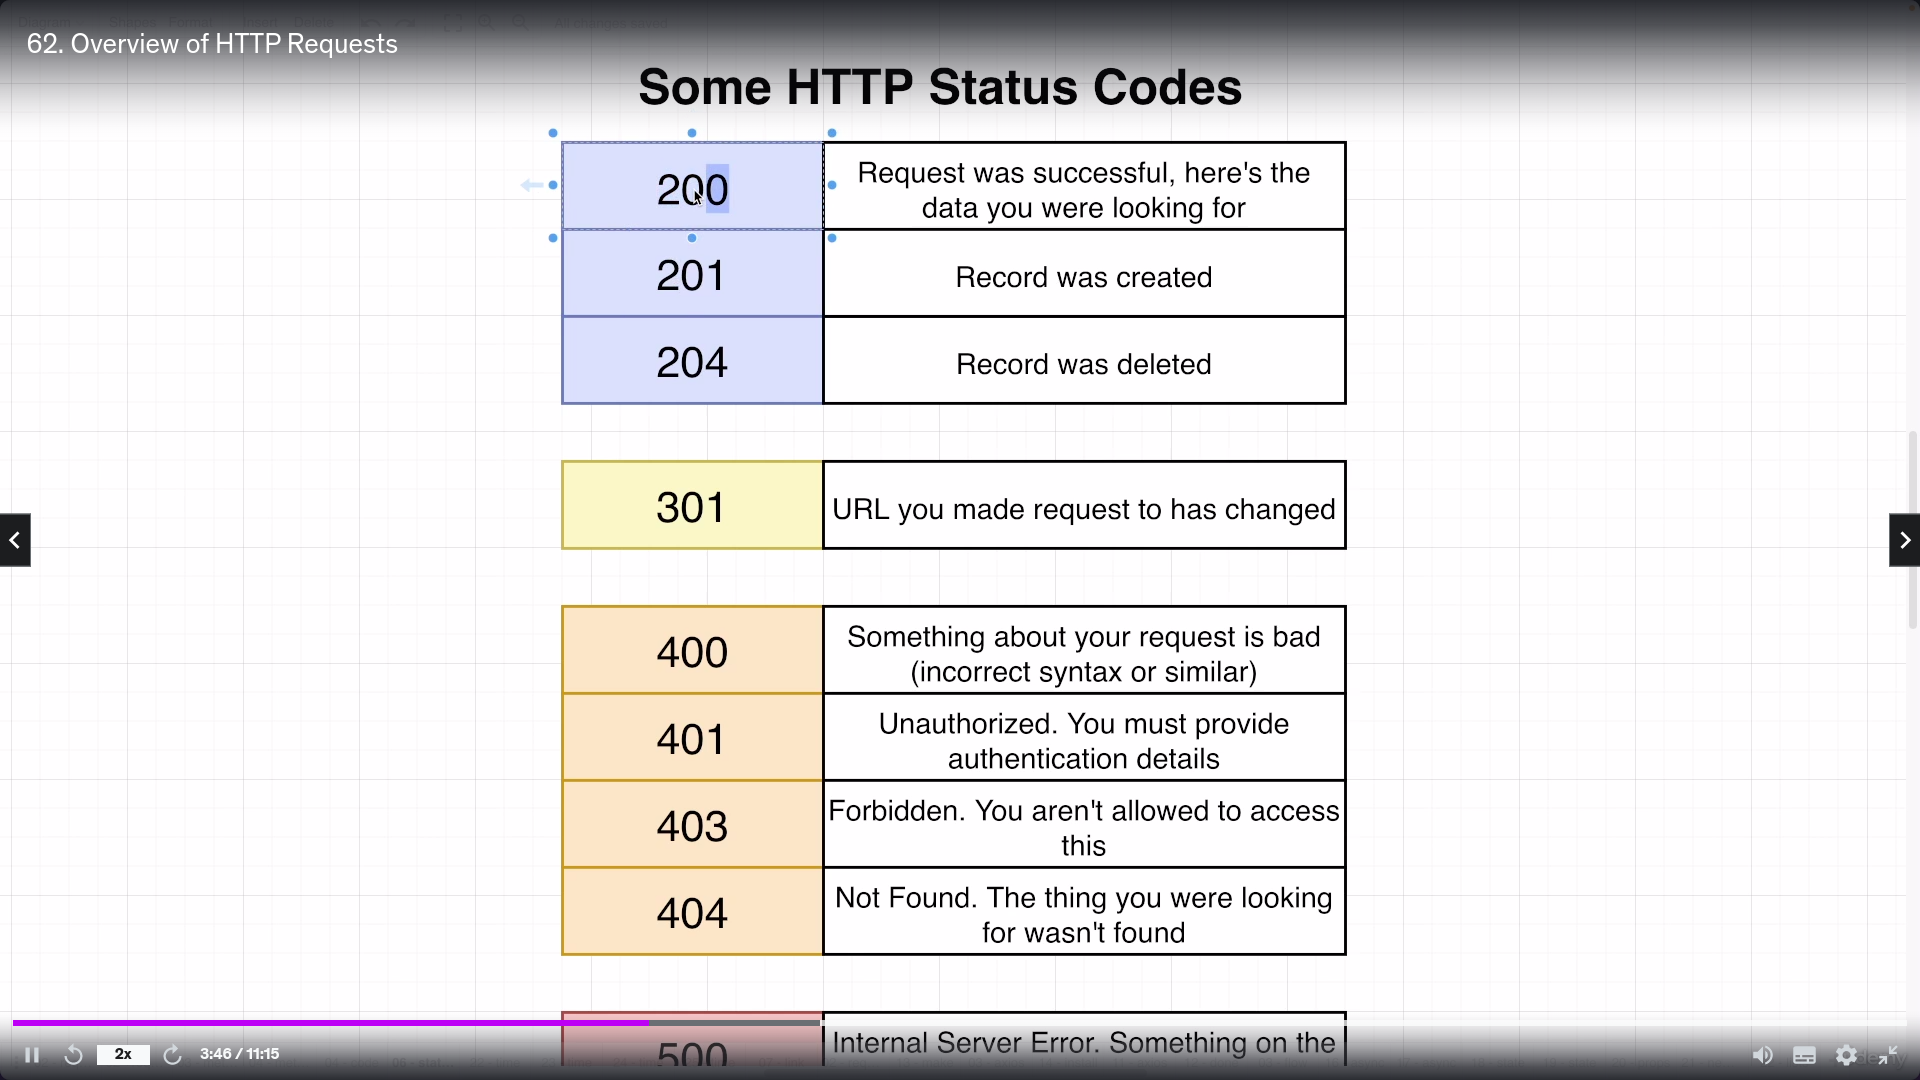 62. Overview of HTTP Requests
Some HTTP Status Codes
200
Request was successful, here's the
data you were looking for
201
Record was created
204
Record was deleted
301
URL you made request to has changed
400
Something about your request is bad
(incorrect syntax or similar)
401
Unauthorized. You must provide
authentication details
403
Forbidden. You aren't allowed to access
this
404
Not Found. The thing you were looking
for wasn't found
500
Internal Server Error. Something on the
2x
3:46 / 11:15